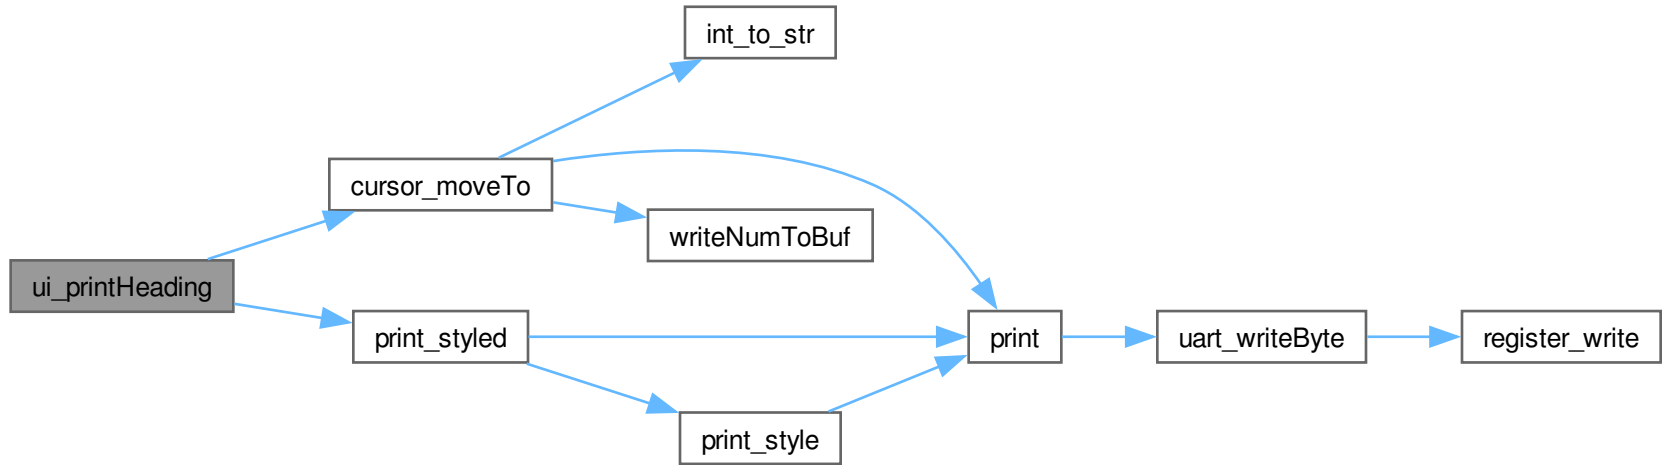 int_to_str
cursor_moveTo
writeNumToBuf
ui_printHeading
print_styled
print
uart_writeByte
register_write
print_style